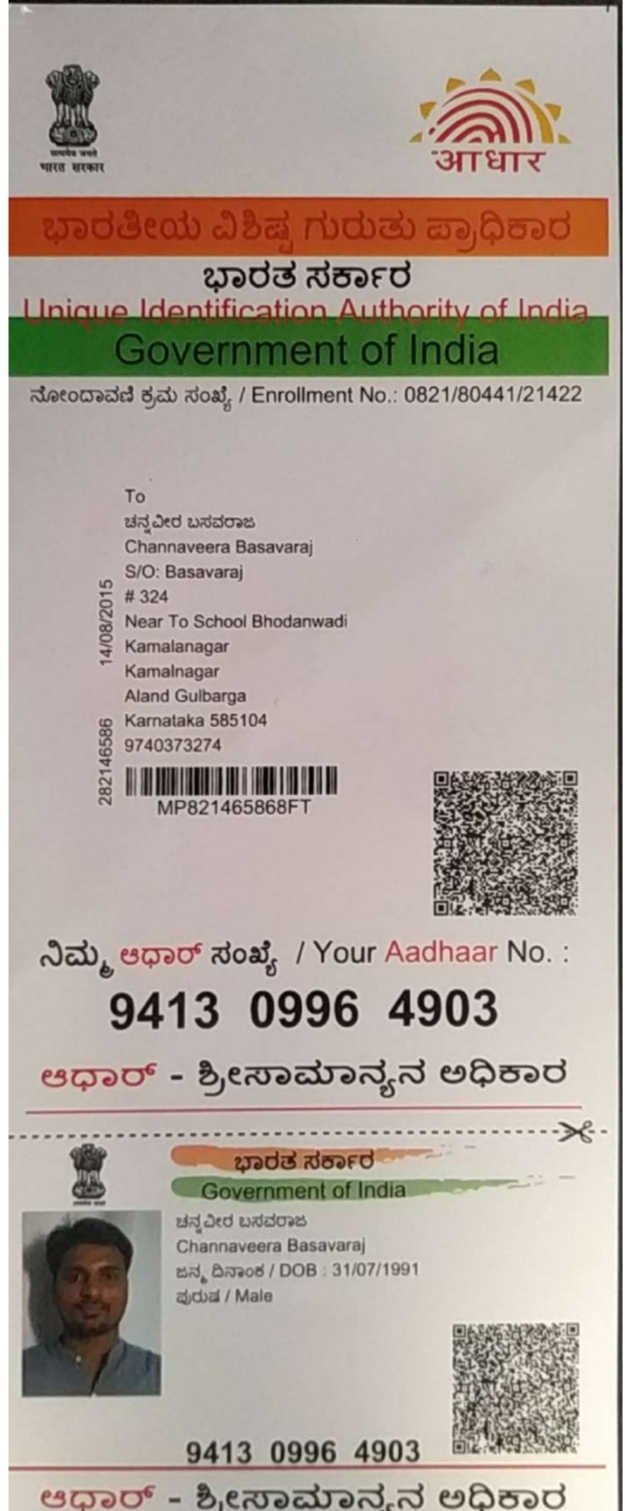 सत्यमेव जयते
भारत सरकार
आधार
ಭಾರತೀಯ ವಿಶಿಷ್ಟ ಗುರುತು ಪ್ರಾಧಿಕಾರ
ಭಾರತ ಸರ್ಕಾರ
Unique Identification Authority of India
Government of India
ನೋಂದಾವಣಿ ಕ್ರಮ ಸಂಖ್ಯೆ / Enrollment No.: 0821/80441/21422
To
ಚನ್ನವೀರ ಬಸವರಾಜ
Channaveera Basavaraj
S/O: Basavaraj
# 324
Near To School Bhodanwadi
Kamalanagar
Kamalnagar
Aland Gulbarga
Karnataka 585104
9740373274
14/08/2015
282146586
MP821465868FT
ನಿಮ್ಮ ಆಧಾರ್ ಸಂಖ್ಯೆ / Your Aadhaar No. :
9413 0996 4903
ಆಧಾರ್ - ಶ್ರೀಸಾಮಾನ್ಯನ ಅಧಿಕಾರ
ಭಾರತ ಸರ್ಕಾರ
Government of India
ಚನ್ನವೀರ ಬಸವರಾಜ
Channaveera Basavaraj
ಜನ್ಮ ದಿನಾಂಕ / DOB : 31/07/1991
ಪುರುಷ / Male
9413 0996 4903
ಆಧಾರ್ - ಶ್ರೀಸಾಮಾನ್ಯನ ಅಧಿಕಾರ